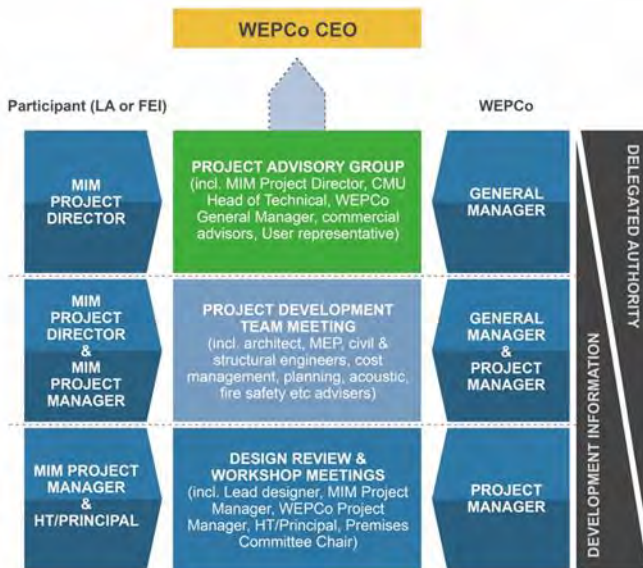 WEPCo CEO
Participant (LA or FEI)
WEPCo
MIM
PROJECT
DIRECTOR
PROJECT ADVISORY GROUP
(incl. MIM Project Director, CMU
Head of Technical, WEPCo
General Manager, commercial
advisors, User representative)
GENERAL
MANAGER
MIM
PROJECT
DIRECTOR
&
MIM
PROJECT
MANAGER
PROJECT DEVELOPMENT
TEAM MEETING
(incl. architect, MEP, civil &
structural engineers, cost
management, planning, acoustic,
fire safety etc advisers)
GENERAL
MANAGER
&
PROJECT
MANAGER
MIM PROJECT
MANAGER
&
HT/PRINCIPAL
DESIGN REVIEW &
WORKSHOP MEETINGS
(incl. Lead designer, MIM Project
Manager, WEPCo Project
Manager, HT/Principal, Premises
Committee Chair)
PROJECT
MANAGER
DEVELOPMENT INFORMATION
DELEGATED AUTHORITY